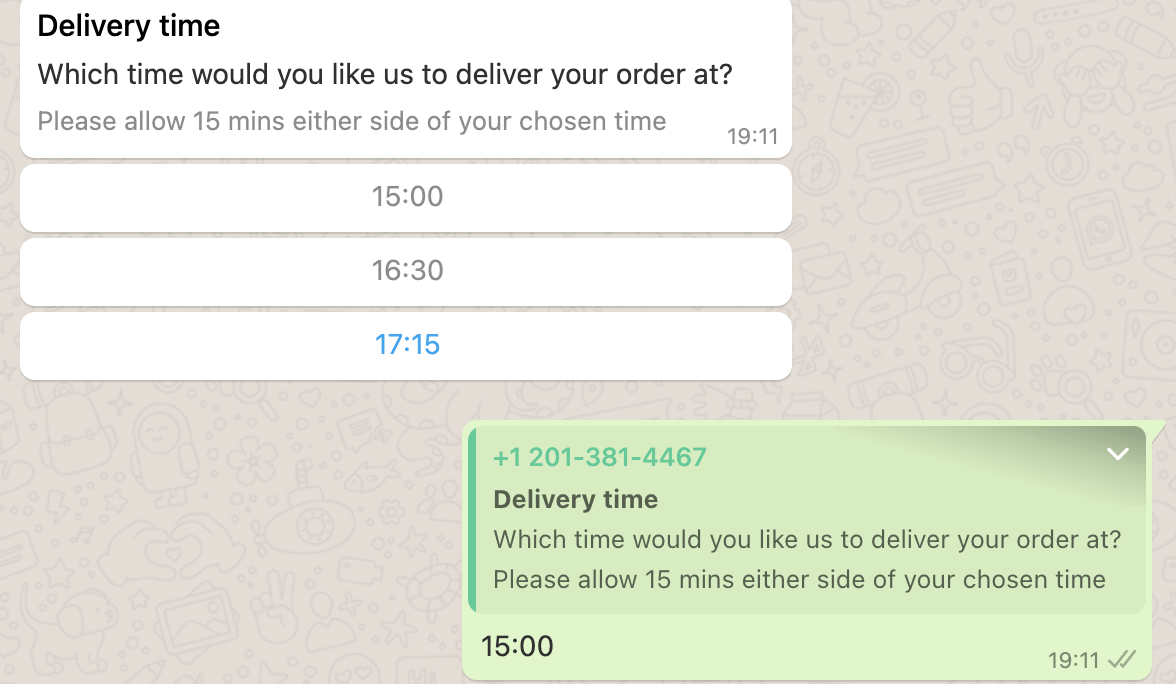 Delivery time
Which time would you like us to deliver your order at?
Please allow 15 mins either side of your chosen time
19:11
15:00
16:30
17:15
+1 201-381-4467
Delivery time
Which time would you like us to deliver your order at?
Please allow 15 mins either side of your chosen time
15:00
19:11